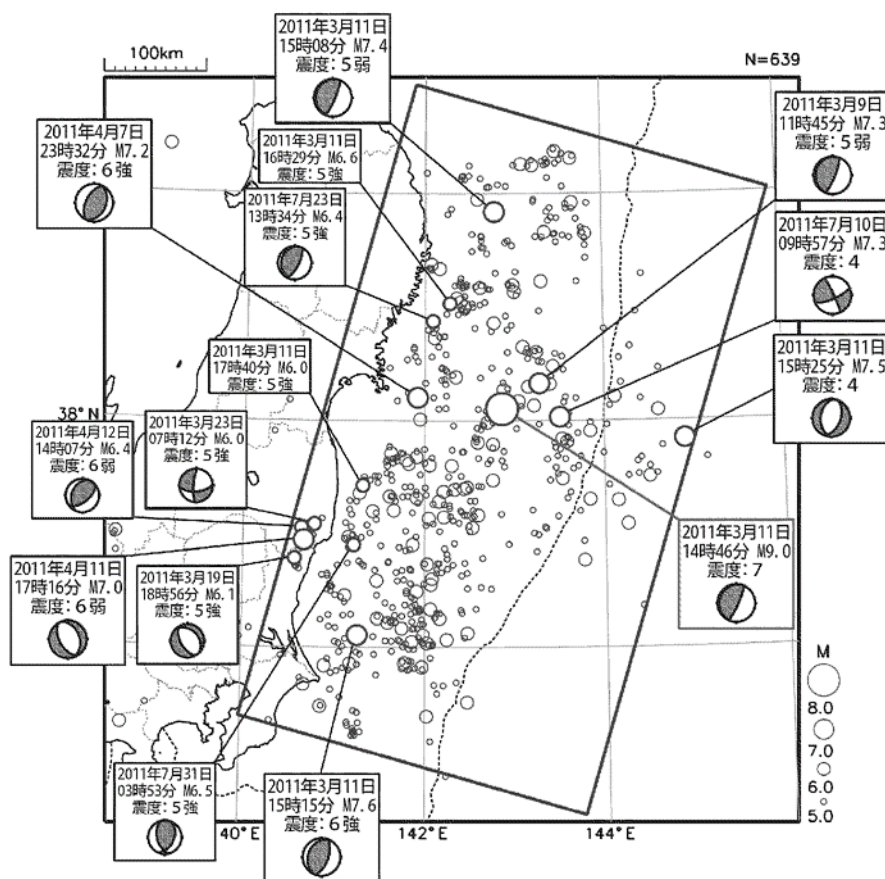 100km
N=639
2011年3月11日
15時08分 M7.4
震度：5弱
2011年3月9日
11時45分 M7.3
震度：5弱
2011年4月7日
23時32分 M7.2
震度：6強
2011年3月11日
16時29分 M6.6
震度：5強
2011年7月23日
13時34分 M6.4
震度：5強
2011年7月10日
09時57分 M7.3
震度：4
2011年3月11日
17時40分 M6.0
震度：5強
2011年3月11日
15時25分 M7.5
震度：4
38°N
2011年4月12日
14時07分 M6.4
震度：6弱
2011年3月23日
07時12分 M6.0
震度：5強
2011年3月11日
14時46分 M9.0
震度：7
2011年4月11日
17時16分 M7.0
震度：6弱
2011年3月19日
18時56分 M6.1
震度：5強
M
8.0
7.0
6.0
5.0
2011年7月31日
03時53分 M6.5
震度：5強
2011年3月11日
15時15分 M7.6
震度：6強
40°E
142°E
144°E